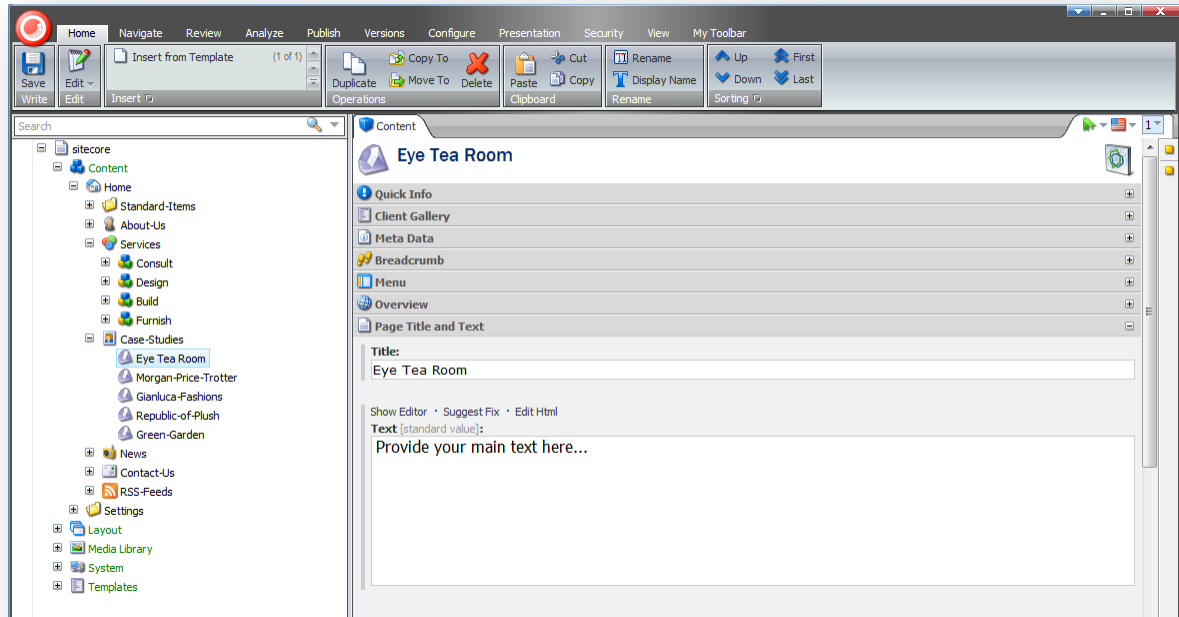 Home Navigate Review Analyze Publish Versions Configure Presentation Security View My Toolbar
Insert from Template (1 of 1) Copy To Cut Rename Up First
Save Edit Duplicate Move To Delete Paste Copy Display Name Down Last
Write Edit Insert Operations Clipboard Rename Sorting
Search
sitecore
Content
Home
Standard-Items
About-Us
Services
Consult
Design
Build
Furnish
Case-Studies
Eye Tea Room
Morgan-Price-Trotter
Gianluca-Fashions
Republic-of-Plush
Green-Garden
News
Contact-Us
RSS-Feeds
Settings
Layout
Media Library
System
Templates
Content 1
Eye Tea Room
Quick Info
Client Gallery
Meta Data
Breadcrumb
Menu
Overview
Page Title and Text
Title:
Eye Tea Room
Show Editor · Suggest Fix · Edit Html
Text [standard value]:
Provide your main text here...